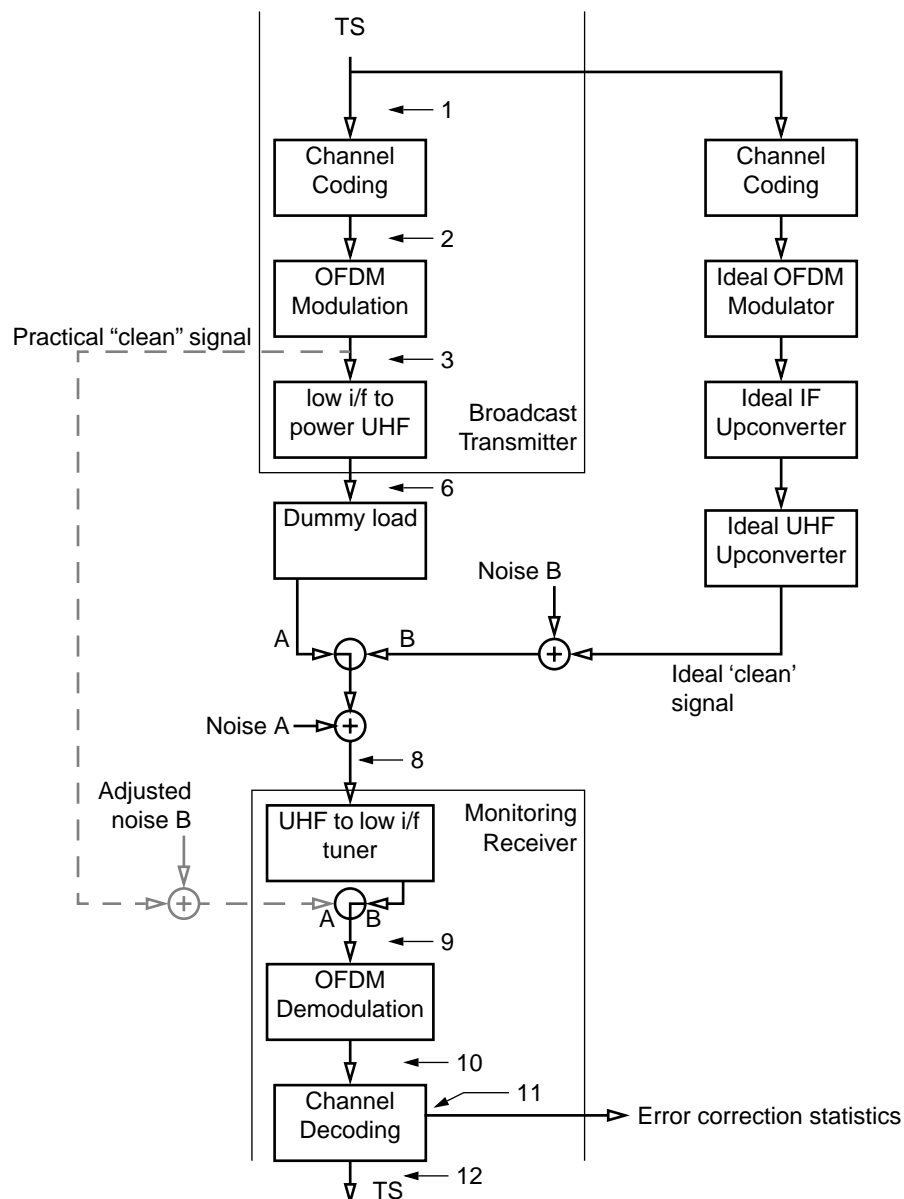 TS
1
Channel
Coding
Channel
Coding
2
OFDM
Modulation
Ideal OFDM
Modulator
Practical “clean” signal
3
low i/f to
power UHF
Broadcast
Transmitter
Ideal IF
Upconverter
6
Dummy load
Ideal UHF
Upconverter
Noise B
A
B
Ideal ‘clean’
signal
Noise A
8
Adjusted
noise B
UHF to low i/f
tuner
Monitoring
Receiver
A
B
9
OFDM
Demodulation
10
11
Channel
Decoding
Error correction statistics
12
TS